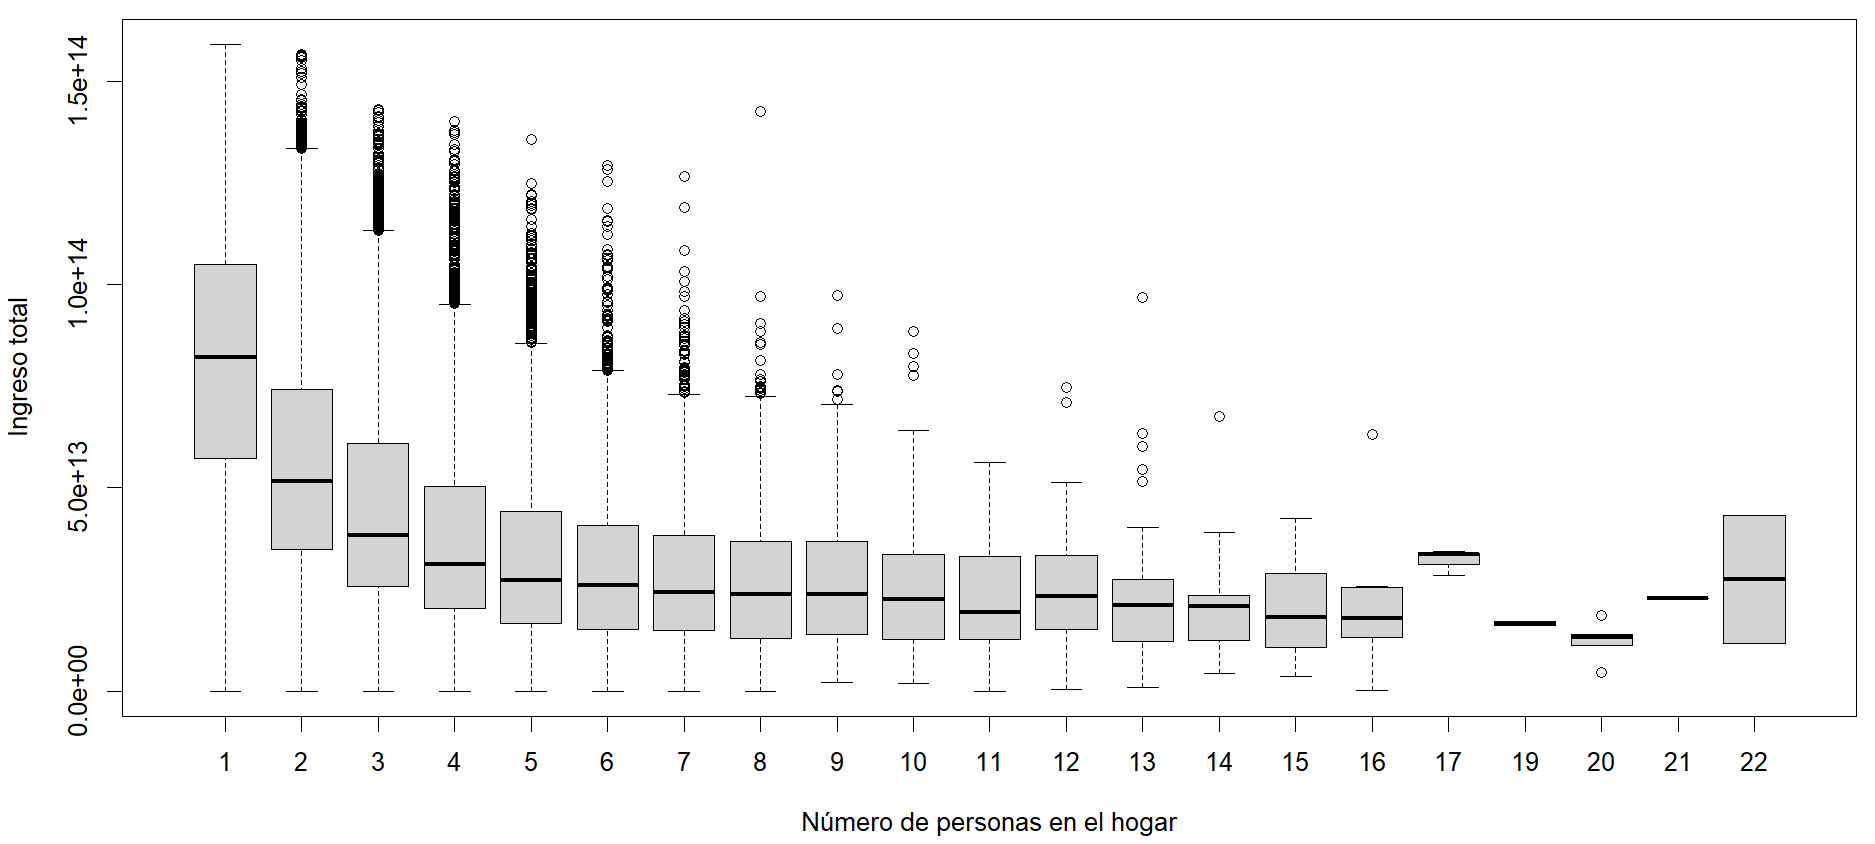 Ingreso total
1.5e+14
1.0e+14
5.0e+13
0.0e+00
1 2 3 4 5 6 7 8 9 10 11 12 13 14 15 16 17 19 20 21 22
Número de personas en el hogar